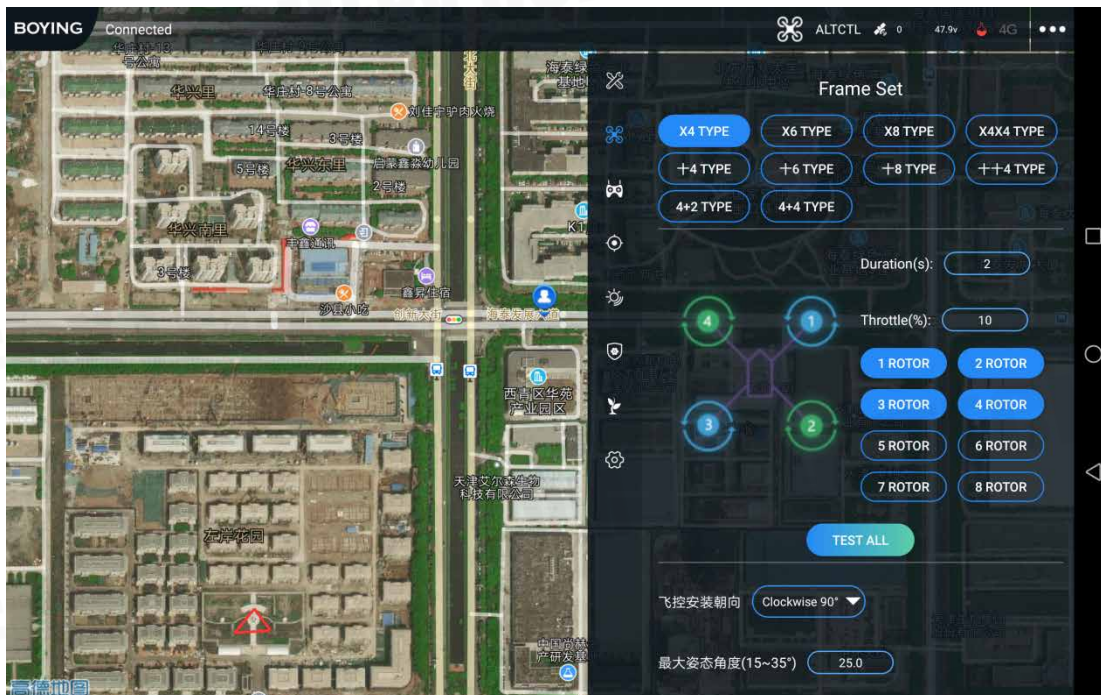 BOYING Connected ALTCTL 0 47.9v 4G
华庄村-8号公寓
华兴里
刘佳宁驴肉火烧
14号楼
3号楼
启蒙鑫淼幼儿园
5号楼
华兴东里
2号楼
华兴南里
丰鑫通讯
3号楼
鑫昇住宿
沙县小吃
创新大街
海泰发展六道
西青区华苑
产业园区
天津艾尔森生物
科技有限公司
左岸花园
高德地图
Frame Set
X4 TYPE X6 TYPE X8 TYPE X4X4 TYPE
+4 TYPE +6 TYPE +8 TYPE ++4 TYPE
4+2 TYPE 4+4 TYPE
Duration(s): 2
Throttle(%): 10
4 1
3 2
1 ROTOR 2 ROTOR
3 ROTOR 4 ROTOR
5 ROTOR 6 ROTOR
7 ROTOR 8 ROTOR
TEST ALL
飞控安装朝向 Clockwise 90°
最大姿态角度(15~35°) 25.0